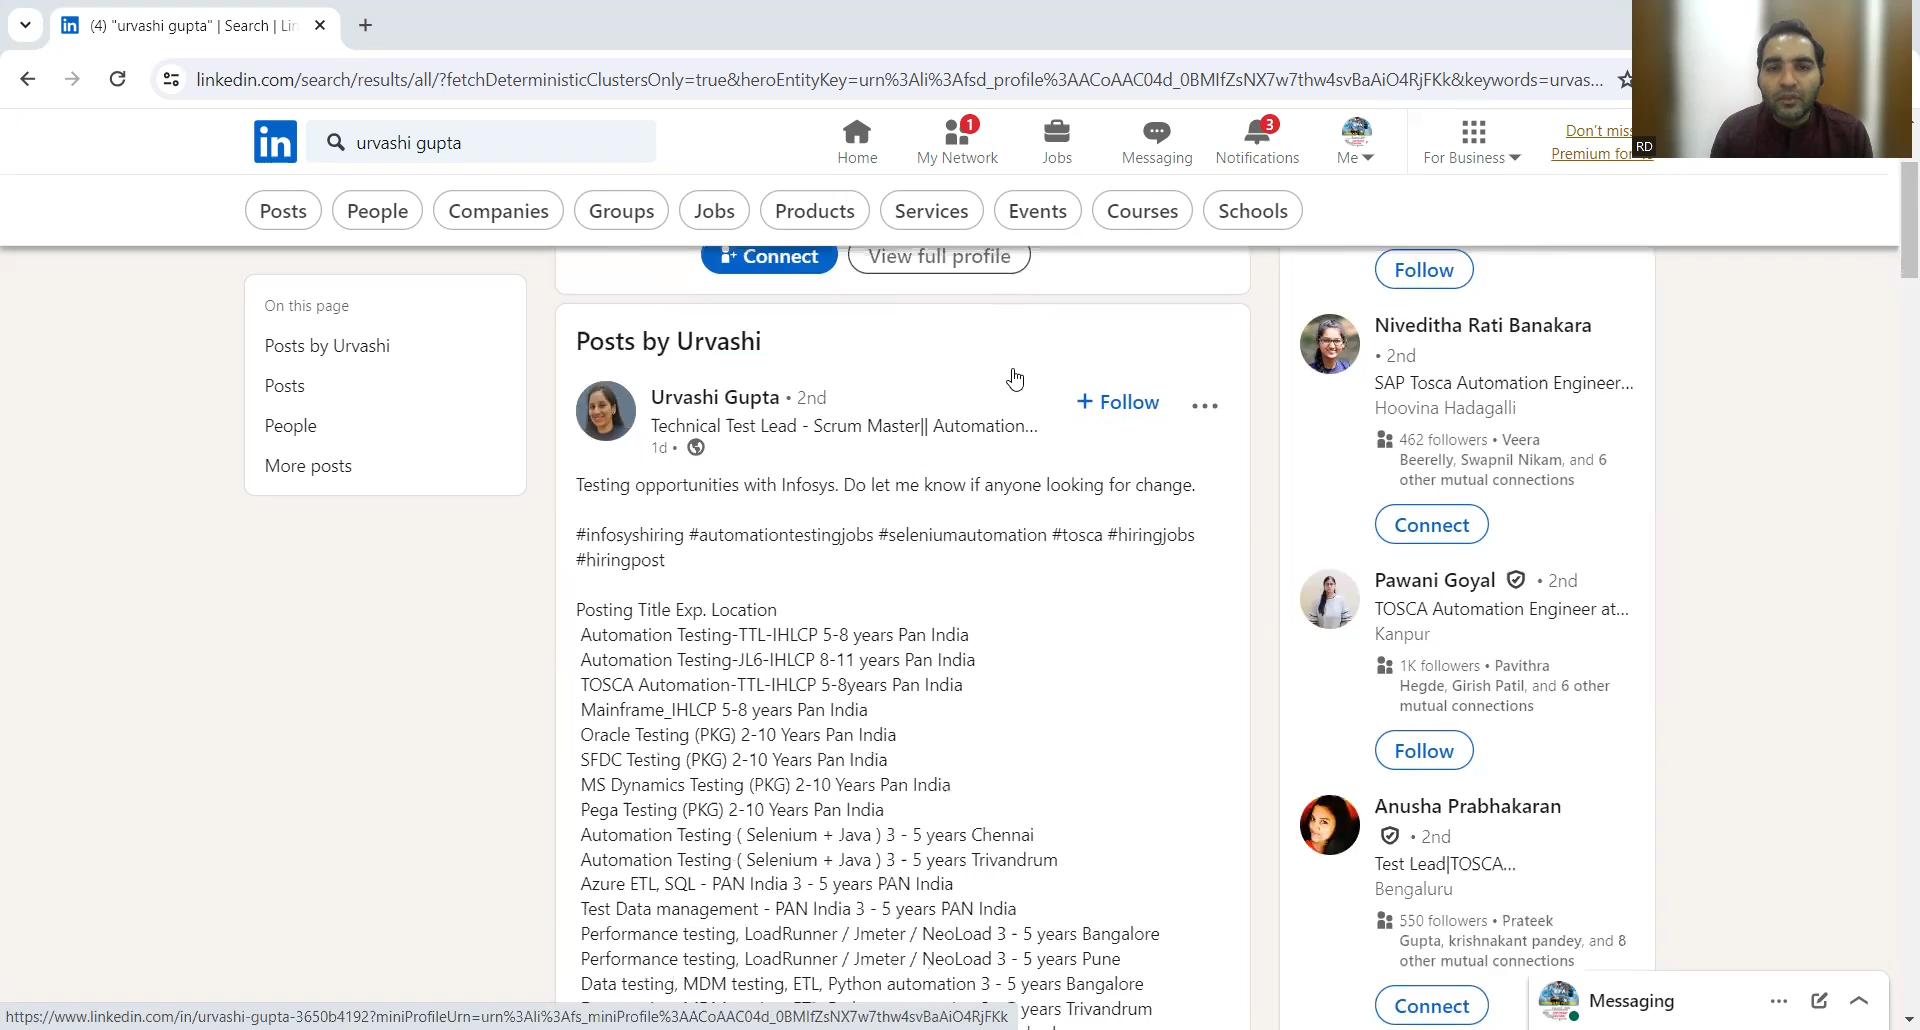 (4) "urvashi gupta" | Search | Lin
linkedin.com/search/results/all/?fetchDeterministicClustersOnly=true&heroEntityKey=urn%3Ali%3Afsd_profile%3AACoAAC04d_0BMIfZsNX7w7thw4svBaAiO4RjFKk&keywords=urvas...
in
urvashi gupta
Home
1
My Network
Jobs
Messaging
3
Notifications
Me
For Business
Don't miss
Premium for
RD
Posts
People
Companies
Groups
Jobs
Products
Services
Events
Courses
Schools
On this page
Posts by Urvashi
Posts
People
More posts
Connect
View full profile
Posts by Urvashi
Urvashi Gupta • 2nd
Technical Test Lead - Scrum Master|| Automation...
1d •
+ Follow
Testing opportunities with Infosys. Do let me know if anyone looking for change.
#infosyshiring #automationtestingjobs #seleniumautomation #tosca #hiringjobs
#hiringpost
Posting Title Exp. Location
Automation Testing-TTL-IHLCP 5-8 years Pan India
Automation Testing-JL6-IHLCP 8-11 years Pan India
TOSCA Automation-TTL-IHLCP 5-8years Pan India
Mainframe_IHLCP 5-8 years Pan India
Oracle Testing (PKG) 2-10 Years Pan India
SFDC Testing (PKG) 2-10 Years Pan India
MS Dynamics Testing (PKG) 2-10 Years Pan India
Pega Testing (PKG) 2-10 Years Pan India
Automation Testing ( Selenium + Java ) 3 - 5 years Chennai
Automation Testing ( Selenium + Java ) 3 - 5 years Trivandrum
Azure ETL, SQL - PAN India 3 - 5 years PAN India
Test Data management - PAN India 3 - 5 years PAN India
Performance testing, LoadRunner / Jmeter / NeoLoad 3 - 5 years Bangalore
Performance testing, LoadRunner / Jmeter / NeoLoad 3 - 5 years Pune
Data testing, MDM testing, ETL, Python automation 3 - 5 years Bangalore
years Trivandrum
Follow
Niveditha Rati Banakara
• 2nd
SAP Tosca Automation Engineer...
Hoovina Hadagalli
462 followers • Veera
Beerelly, Swapnil Nikam, and 6
other mutual connections
Connect
Pawani Goyal • 2nd
TOSCA Automation Engineer at...
Kanpur
1K followers • Pavithra
Hegde, Girish Patil, and 6 other
mutual connections
Follow
Anusha Prabhakaran
• 2nd
Test Lead|TOSCA...
Bengaluru
550 followers • Prateek
Gupta, krishnakant pandey, and 8
other mutual connections
Connect
Messaging
https://www.linkedin.com/in/urvashi-gupta-3650b4192?miniProfileUrn=urn%3Ali%3Afs_miniProfile%3AACoAAC04d_0BMIfZsNX7w7thw4svBaAiO4RjFKk